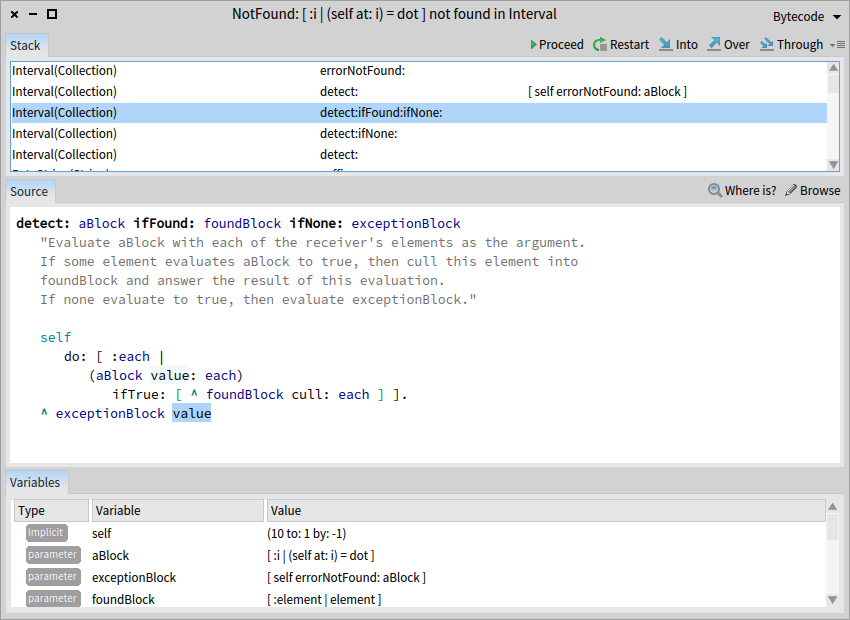 NotFound: [ :i | (self at: i) = dot ] not found in Interval
Bytecode
Stack
Proceed Restart Into Over Through
Interval(Collection) errorNotFound:
Interval(Collection) detect: [ self errorNotFound: aBlock ]
Interval(Collection) detect:ifFound:ifNone:
Interval(Collection) detect:ifNone:
Interval(Collection) detect:
Source
Where is? Browse
detect: aBlock ifFound: foundBlock ifNone: exceptionBlock
"Evaluate aBlock with each of the receiver's elements as the argument.
If some element evaluates aBlock to true, then cull this element into
foundBlock and answer the result of this evaluation.
If none evaluate to true, then evaluate exceptionBlock."
self
do: [ :each |
(aBlock value: each)
ifTrue: [ ^ foundBlock cull: each ] ].
^ exceptionBlock value
Variables
Type Variable Value
implicit self (10 to: 1 by: -1)
parameter aBlock [ :i | (self at: i) = dot ]
parameter exceptionBlock [ self errorNotFound: aBlock ]
parameter foundBlock [ :element | element ]